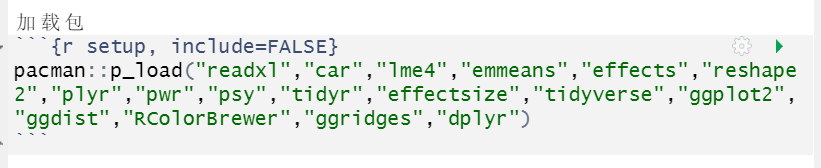 加载包
```{r setup, include=FALSE}
pacman::p_load("readxl","car","lme4","emmeans","effects","reshape
2","plyr","pwr","psy","tidyr","effectsize","tidyverse","ggplot2",
"ggdist","RColorBrewer","ggridges","dplyr")
```